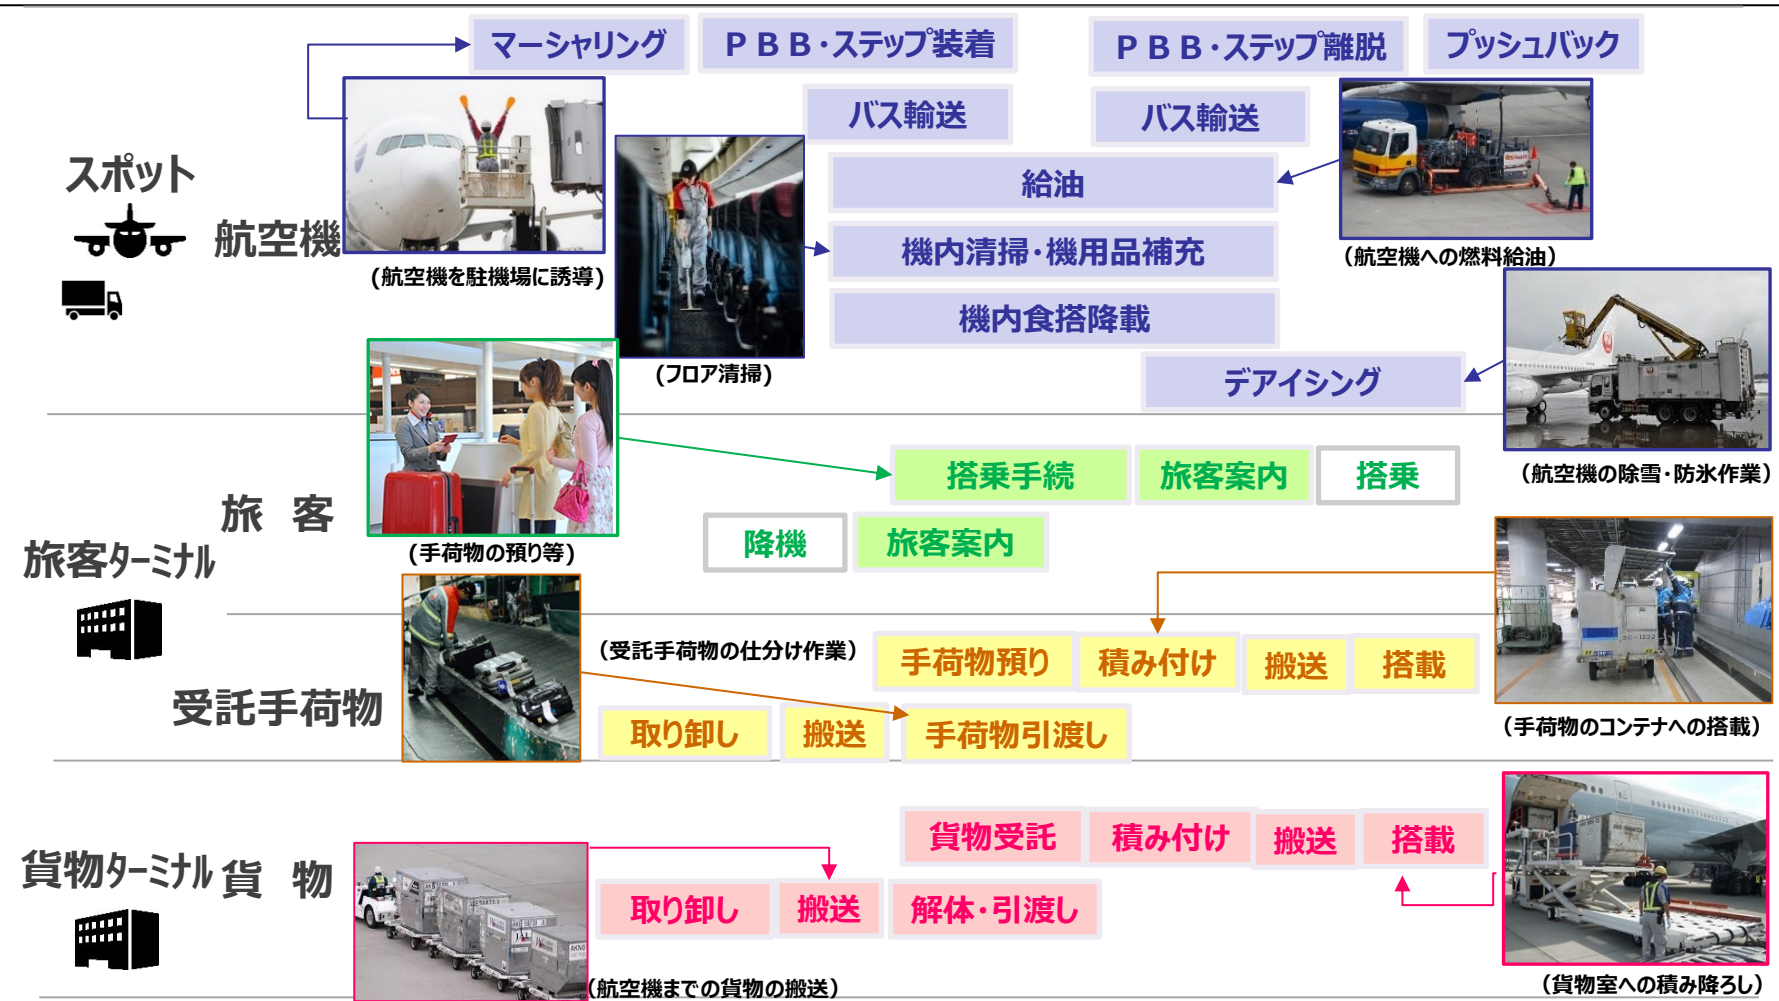 マーシャリング
ＰＢＢ・ステップ装着
ＰＢＢ・ステップ離脱
プッシュバック
バス輸送
バス輸送
スポット
航空機
給油
機内清掃・機用品補充
機内食搭降載
デアイシング
(航空機を駐機場に誘導)
(フロア清掃)
(航空機への燃料給油)
(航空機の除雪・防氷作業)
旅客ターミナル
旅 客
搭乗手続
旅客案内
搭乗
降機
旅客案内
(手荷物の預り等)
受託手荷物
(受託手荷物の仕分け作業)
手荷物預り
積み付け
搬送
搭載
取り卸し
搬送
手荷物引渡し
(手荷物のコンテナへの搭載)
貨物ターミナル
貨 物
貨物受託
積み付け
搬送
搭載
取り卸し
搬送
解体・引渡し
(航空機までの貨物の搬送)
(貨物室への積み降ろし)